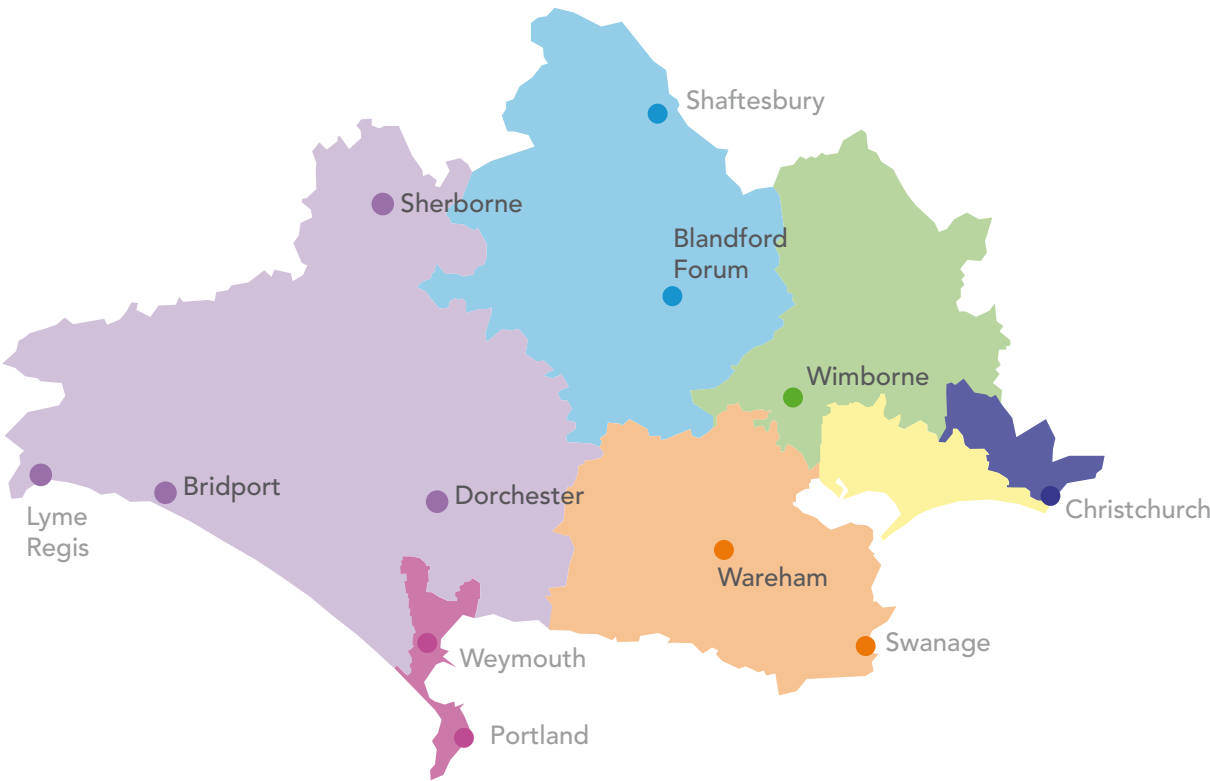 Shaftesbury
Sherborne
Blandford
Forum
Wimborne
Bridport
Dorchester
Christchurch
Lyme
Regis
Wareham
Swanage
Weymouth
Portland